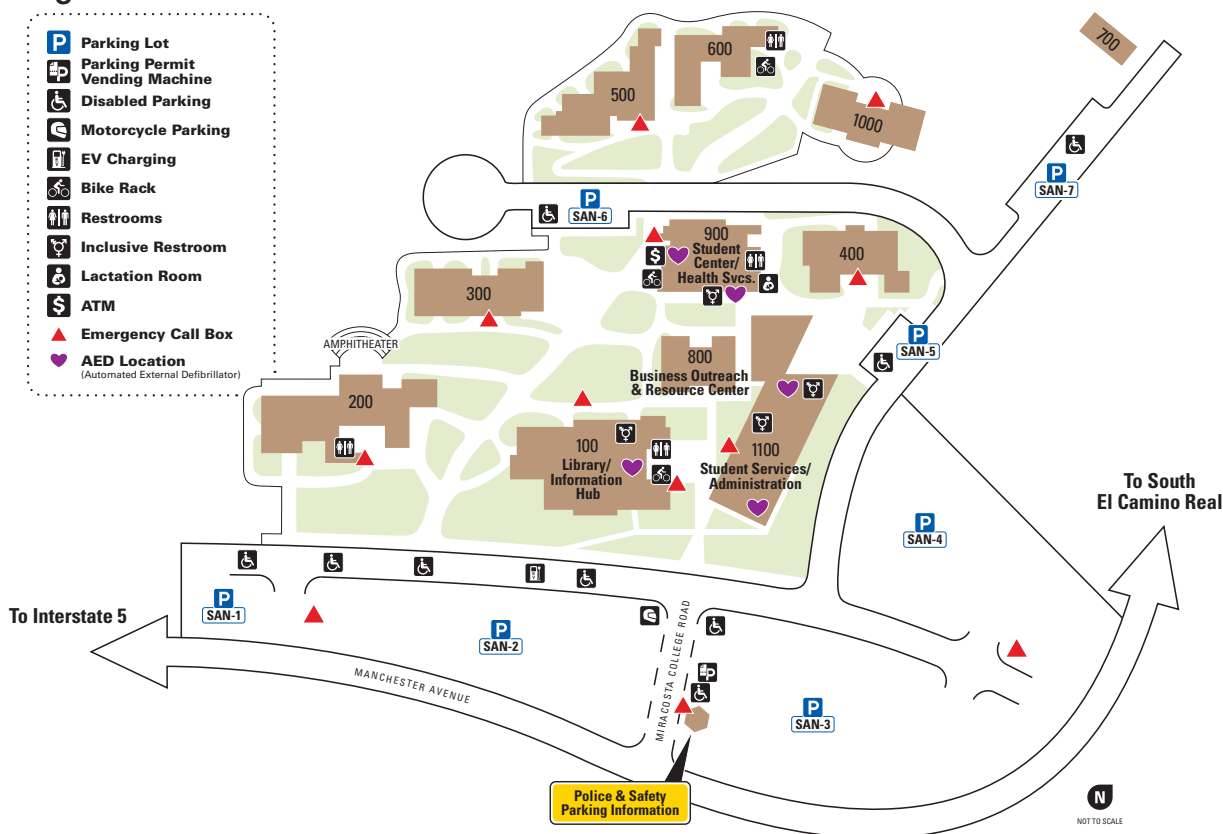 P Parking Lot
P Parking Permit
Vending Machine
Disabled Parking
Motorcycle Parking
EV Charging
Bike Rack
Restrooms
Inclusive Restroom
Lactation Room
$ ATM
Emergency Call Box
AED Location
(Automated External Defibrillator)
700
600
500
1000
P
SAN-7
P
SAN-6
900
Student
Center/
Health Svcs.
$
400
300
AMPHITHEATER
P
SAN-5
800
Business Outreach
& Resource Center
200
100
Library/
Information
Hub
1100
Student Services/
Administration
To South
El Camino Real
P
SAN-4
P
SAN-1
To Interstate 5
P
SAN-2
MANCHESTER AVENUE
MIRACOSTA COLLEGE ROAD
P
P
SAN-3
Police & Safety
Parking Information
N
NOT TO SCALE